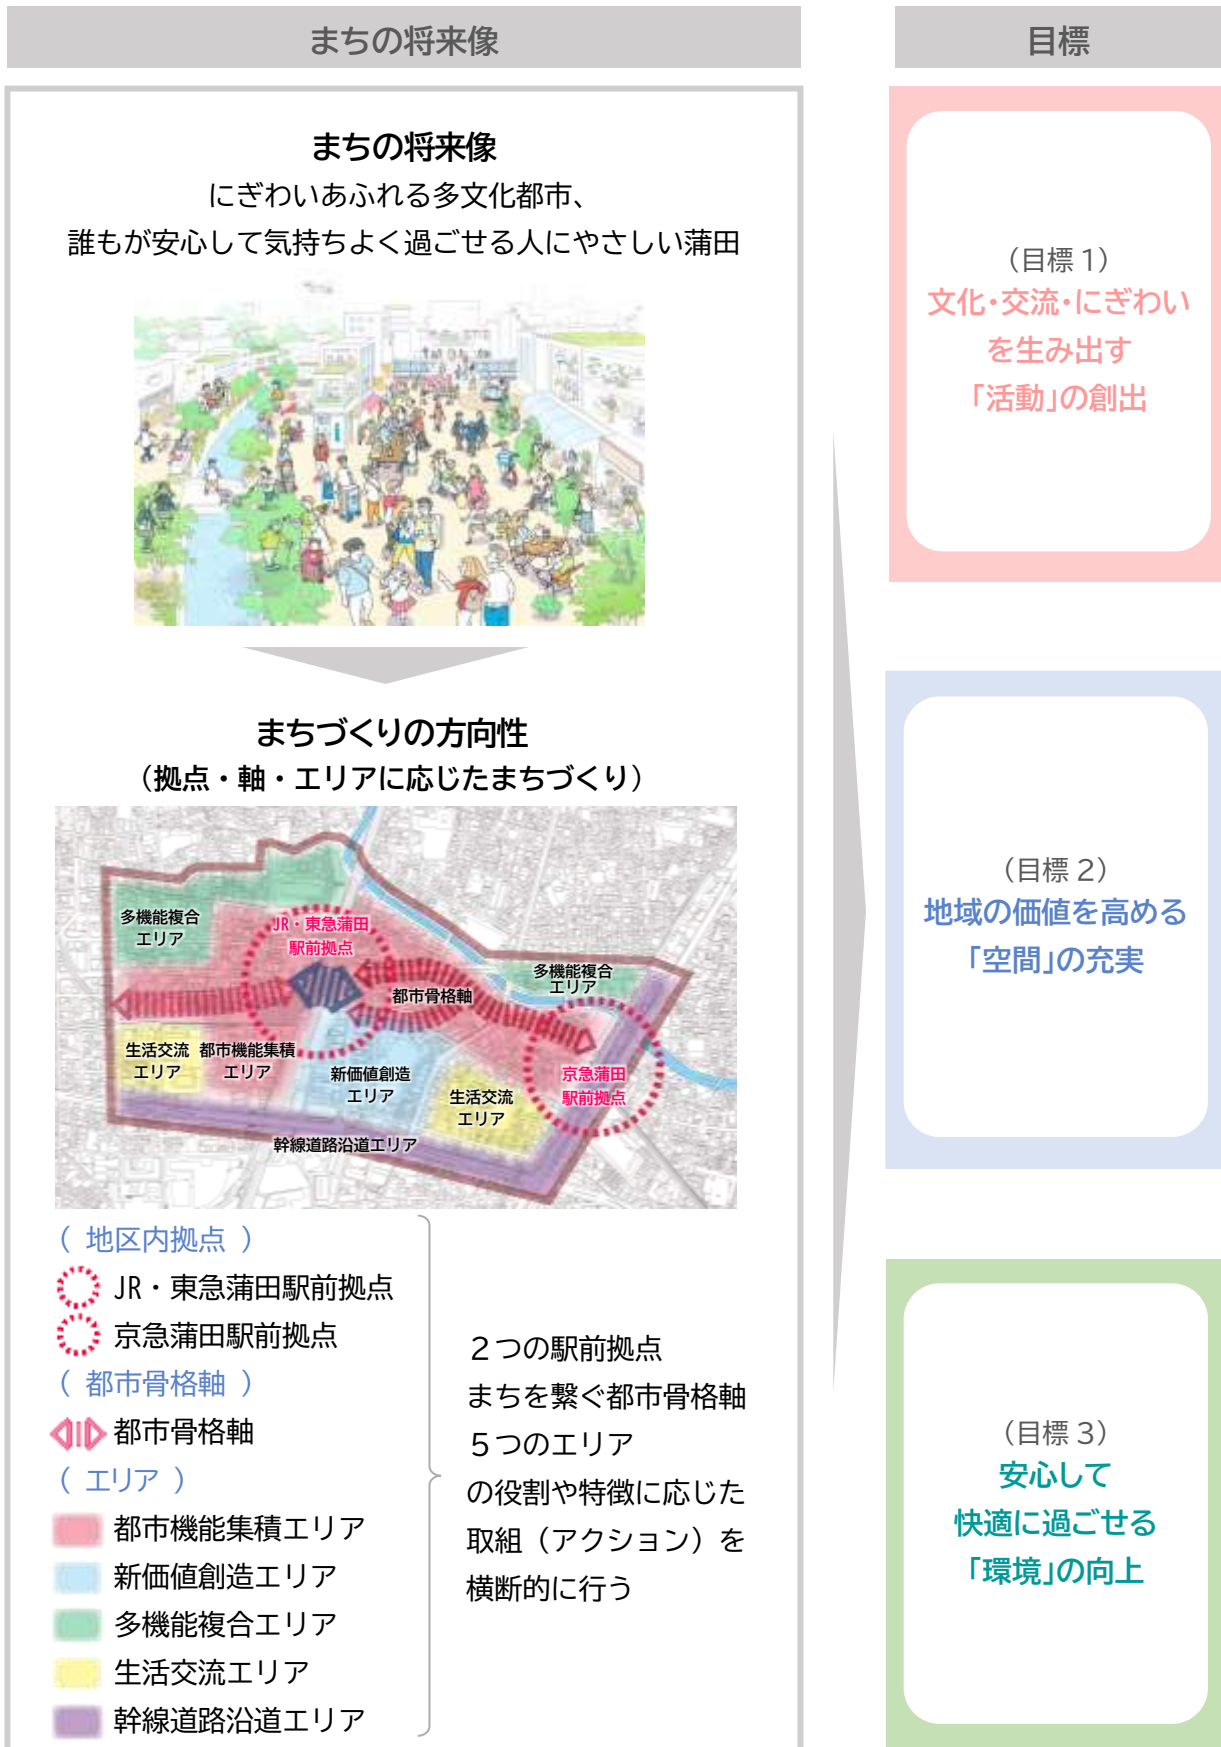 まちの将来像
まちの将来像
にぎわいあふれる多文化都市、
誰もが安心して気持ちよく過ごせる人にやさしい蒲田
まちづくりの方向性
（拠点・軸・エリアに応じたまちづくり）
多機能複合
エリア
JR・東急蒲田
駅前拠点
多機能複合
エリア
都市骨格軸
生活交流
エリア
都市機能集積
エリア
新価値創造
エリア
生活交流
エリア
京急蒲田
駅前拠点
幹線道路沿道エリア
（ 地区内拠点 ）
JR・東急蒲田駅前拠点
京急蒲田駅前拠点
（ 都市骨格軸 ）
都市骨格軸
（ エリア ）
都市機能集積エリア
新価値創造エリア
多機能複合エリア
生活交流エリア
幹線道路沿道エリア
２つの駅前拠点
まちを繋ぐ都市骨格軸
５つのエリア
の役割や特徴に応じた
取組（アクション）を
横断的に行う
目標
（目標１）
文化・交流・にぎわい
を生み出す
「活動」の創出
（目標２）
地域の価値を高める
「空間」の充実
（目標３）
安心して
快適に過ごせる
「環境」の向上